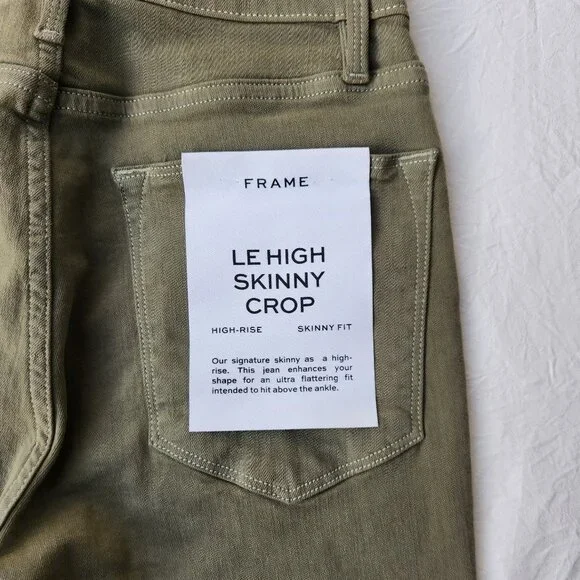 FRAME
LE HIGH
SKINNY
CROP
HIGH-RISE SKINNY FIT
Our signature skinny as a high-
rise. This jean enhances your
shape for an ultra flattering fit
intended to hit above the ankle.